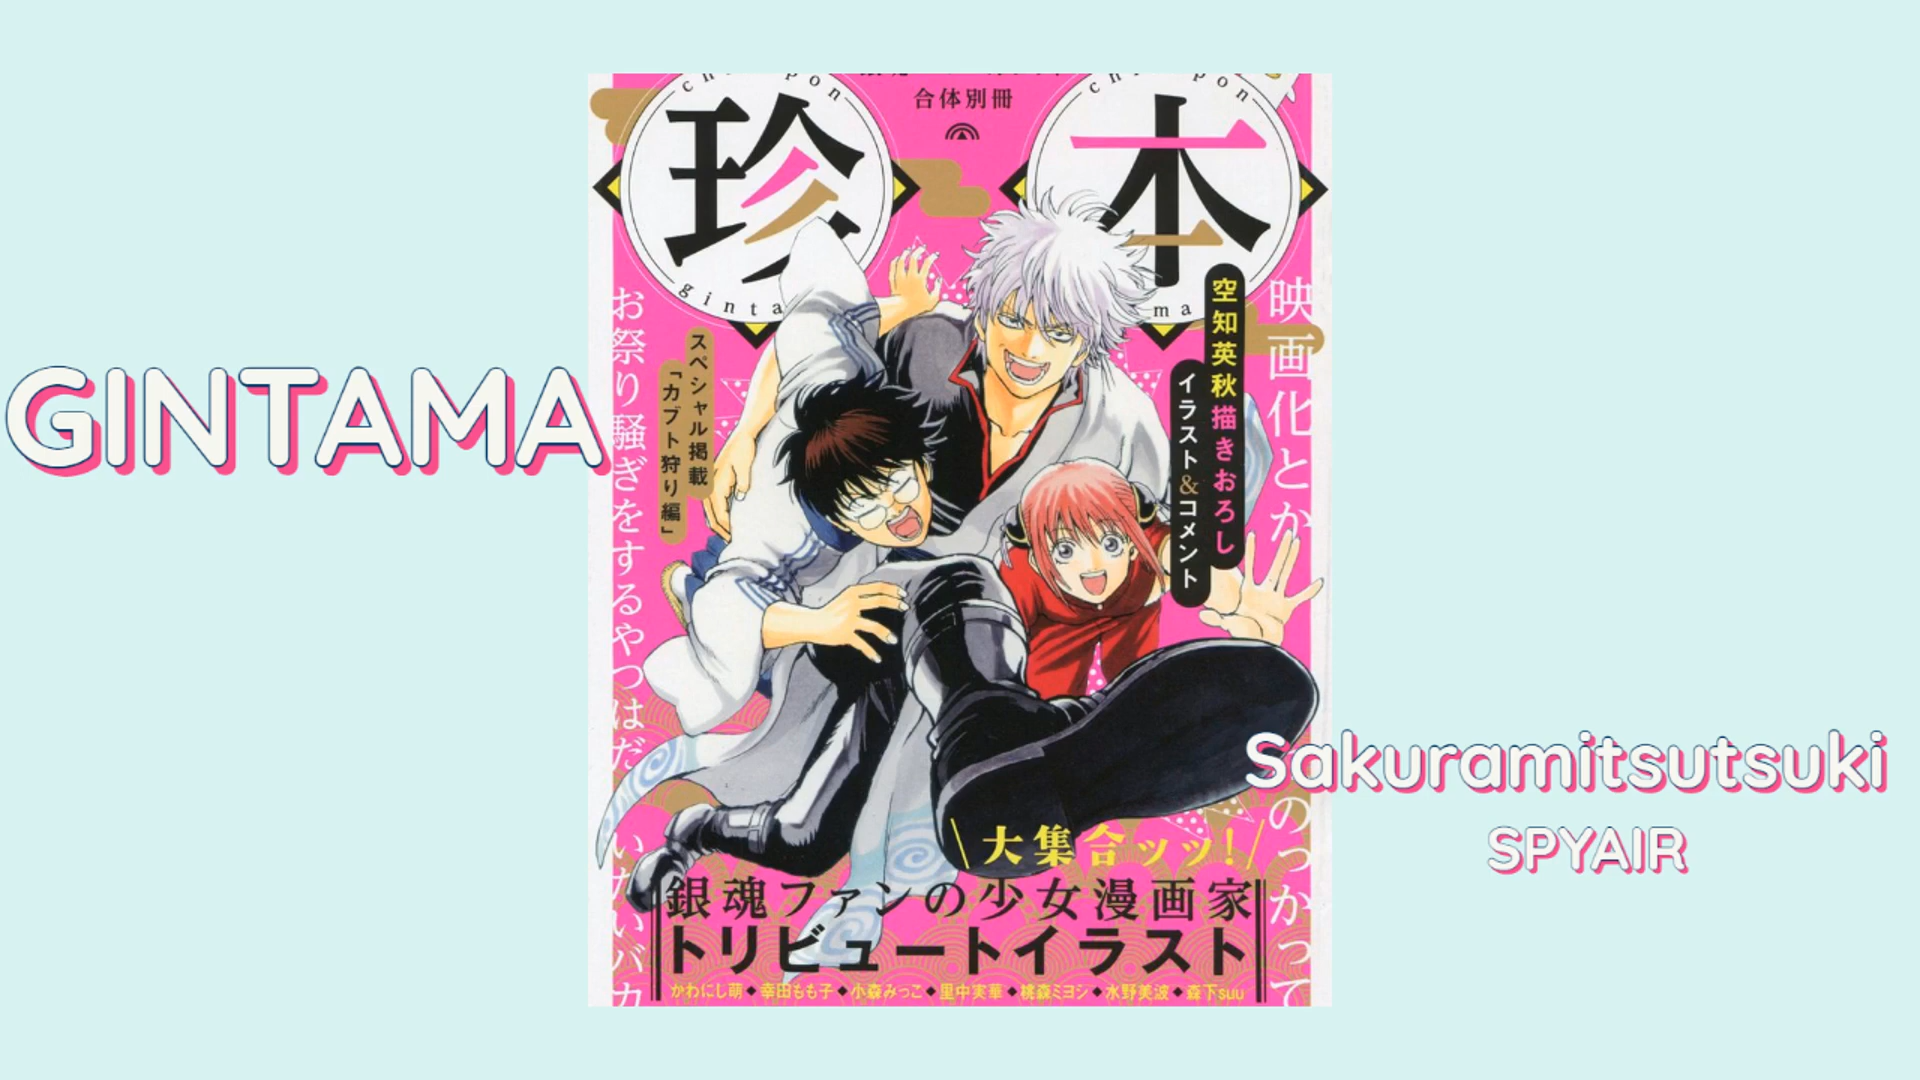 GINTAMA
合体別冊
珍
本
ginta
ma
映画化とか
のっかって
お祭り騒ぎをするやつはだ
いたいバカ
空知英秋描きおろし
イラスト&コメント
スペシャル掲載
「カブト狩り編」
Sakuramitsutsuki
SPYAIR
\大集合ッッ!/
銀魂ファンの少女漫画家
トリビュートイラスト
かわにし萌◆幸田もも子◆小森みっこ◆里中実華◆桃森ミヨシ◆水野美波◆森下suu